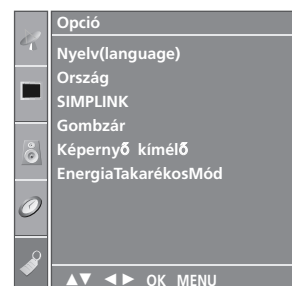 Opció
Nyelv(language)
Ország
SIMPLINK
Gombzár
Képernyő kímélő
EnergiaTakarékosMód
▲▼ ◄► OK MENU